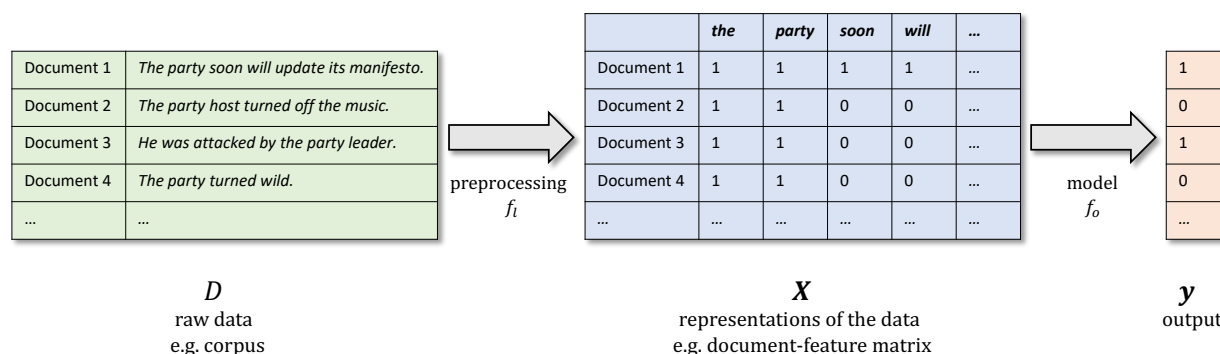 the party soon will …
Document 1 The party soon will update its manifesto. Document 1 1 1 1 1 … 1
Document 2 The party host turned off the music. Document 2 1 1 0 0 … 0
Document 3 He was attacked by the party leader. Document 3 1 1 0 0 … 1
Document 4 The party turned wild. Document 4 1 1 0 0 … 0
… … … … … … … … …
preprocessing model
f_l f_o
D X y
raw data representations of the data output
e.g. corpus e.g. document-feature matrix